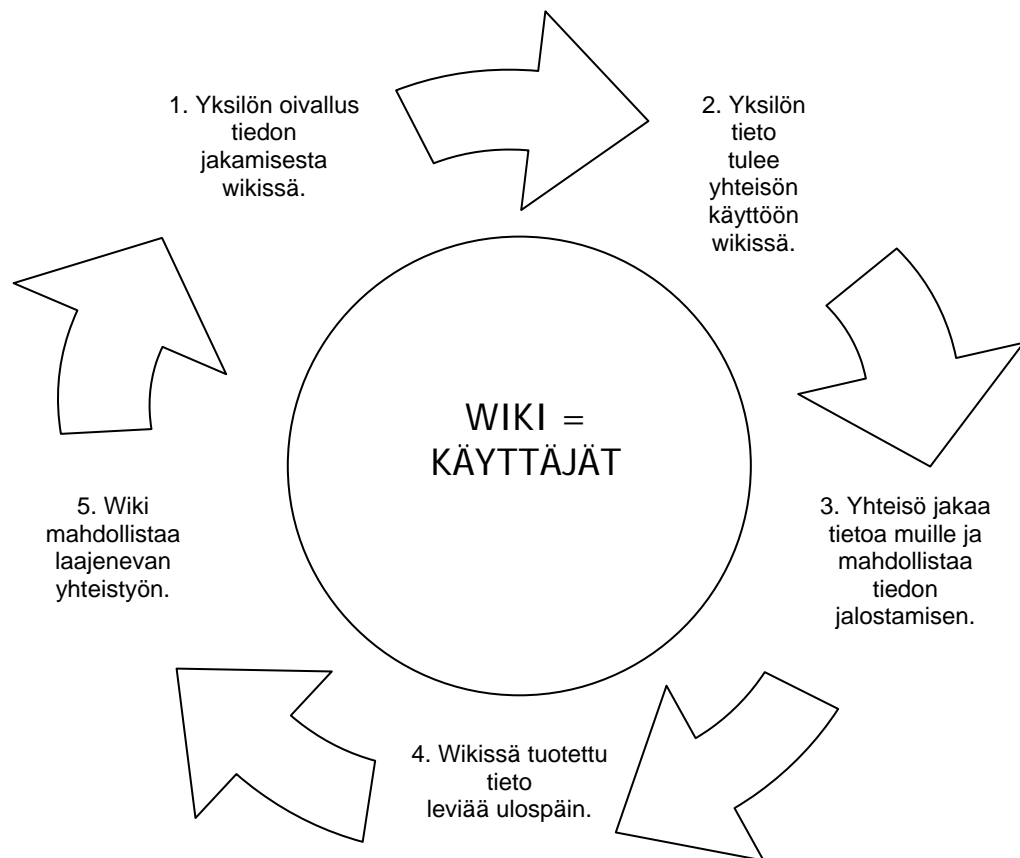 1. Yksilön oivallus
tiedon
jakamisesta
wikissä.
2. Yksilön
tieto
tulee
yhteisön
käyttöön
wikissä.
WIKI =
KÄYTTÄJÄT
3. Yhteisö jakaa
tietoa muille ja
mahdollistaa
tiedon
jalostamisen.
4. Wikissä tuotettu
tieto
leviää ulospäin.
5. Wiki
mahdollistaa
laajenevan
yhteistyön.